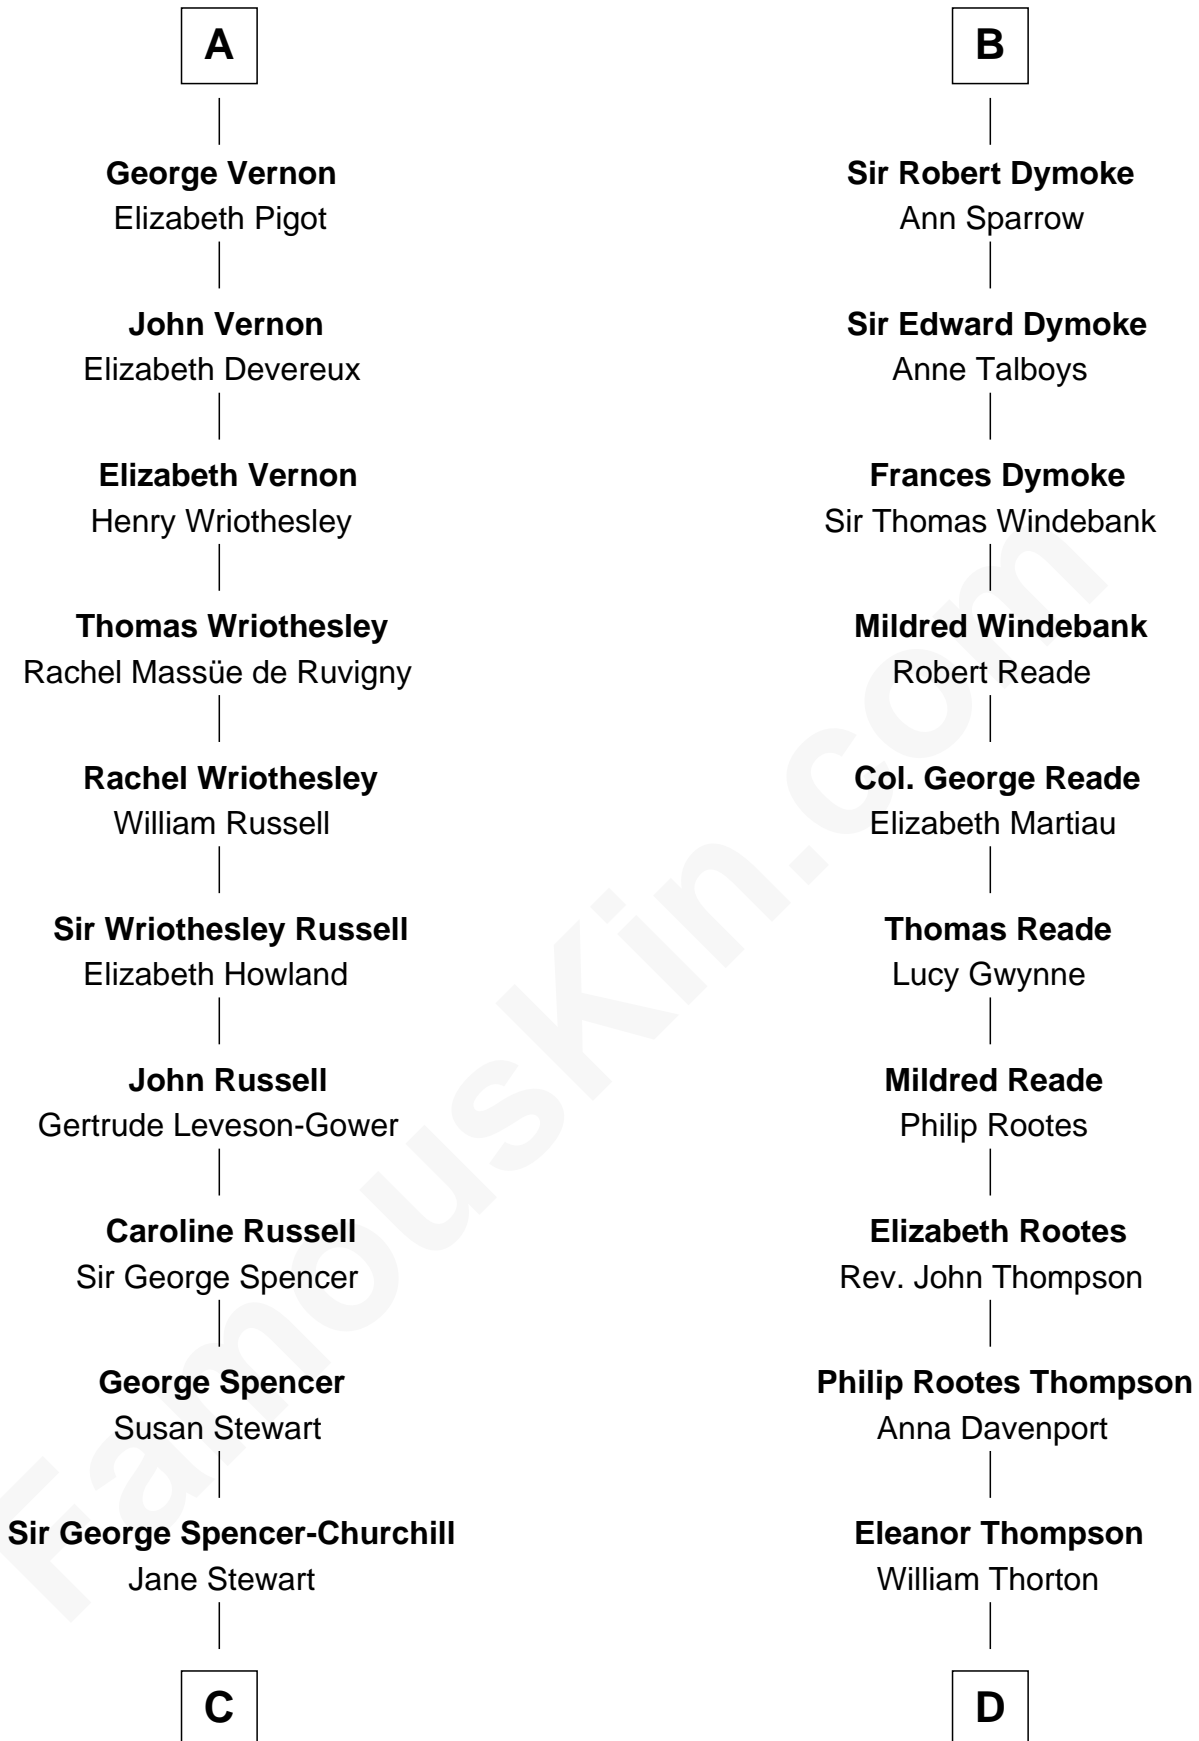 A
George Vernon
Elizabeth Pigot
John Vernon
Elizabeth Devereux
Elizabeth Vernon
Henry Wriothesley
Thomas Wriothesley
Rachel Massüe de Ruvigny
Rachel Wriothesley
William Russell
Sir Wriothesley Russell
Elizabeth Howland
John Russell
Gertrude Leveson-Gower
Caroline Russell
Sir George Spencer
George Spencer
Susan Stewart
Sir George Spencer-Churchill
Jane Stewart
C
B
Sir Robert Dymoke
Ann Sparrow
Sir Edward Dymoke
Anne Talboys
Frances Dymoke
Sir Thomas Windebank
Mildred Windebank
Robert Reade
Col. George Reade
Elizabeth Martiau
Thomas Reade
Lucy Gwynne
Mildred Reade
Philip Rootes
Elizabeth Rootes
Rev. John Thompson
Philip Rootes Thompson
Anna Davenport
Eleanor Thompson
William Thorton
D
FamousKin.com